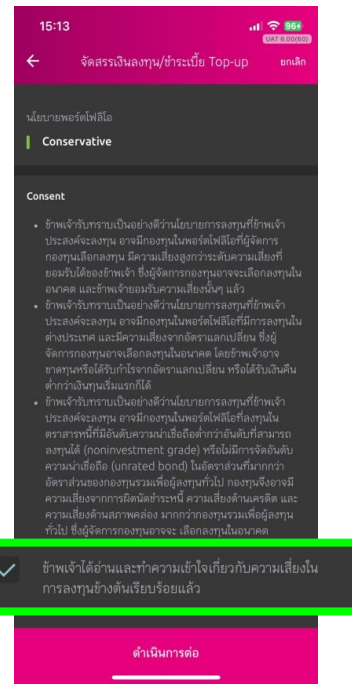 15:13
96+
UAT 6.00(60)
จัดสรรเงินลงทุน/ชำระเบี้ย Top-up
ยกเลิก
นโยบายพอร์ตโฟลิโอ
Conservative
Consent
• ข้าพเจ้ารับทราบเป็นอย่างดีว่านโยบายการลงทุนที่ข้าพเจ้า
ประสงค์จะลงทุน อาจมีกองทุนในพอร์ตโฟลิโอที่ผู้จัดการ
กองทุนเลือกลงทุน มีความเสี่ยงสูงกว่าระดับความเสี่ยงที่
ยอมรับได้ของข้าพเจ้า ซึ่งผู้จัดการกองทุนอาจจะเลือกลงทุนใน
อนาคต และข้าพเจ้ายอมรับความเสี่ยงนั้นๆ แล้ว
• ข้าพเจ้ารับทราบเป็นอย่างดีว่านโยบายการลงทุนที่ข้าพเจ้า
ประสงค์จะลงทุน อาจมีกองทุนในพอร์ตโฟลิโอที่มีการลงทุนใน
ต่างประเทศ และมีความเสี่ยงจากอัตราแลกเปลี่ยน ซึ่งผู้
จัดการกองทุนอาจเลือกลงทุนในอนาคต โดยข้าพเจ้าอาจ
ขาดทุนหรือได้รับกำไรจากอัตราแลกเปลี่ยน หรือได้รับเงินคืน
ต่ำกว่าเงินทุนเริ่มแรกก็ได้
• ข้าพเจ้ารับทราบเป็นอย่างดีว่านโยบายการลงทุนที่ข้าพเจ้า
ประสงค์จะลงทุน อาจมีกองทุนในพอร์ตโฟลิโอที่ลงทุนใน
ตราสารหนี้ที่มีอันดับความน่าเชื่อถือต่ำกว่าอันดับที่สามารถ
ลงทุนได้ (noninvestment grade) หรือไม่มีการจัดอันดับ
ความน่าเชื่อถือ (unrated bond) ในอัตราส่วนที่มากกว่า
อัตราส่วนของกองทุนรวมเพื่อผู้ลงทุนทั่วไป กองทุนจึงอาจมี
ความเสี่ยงจากการผิดนัดชำระหนี้ ความเสี่ยงด้านเครดิต และ
ความเสี่ยงด้านสภาพคล่อง มากกว่ากองทุนรวมเพื่อผู้ลงทุน
ทั่วไป ซึ่งผู้จัดการกองทุนอาจจะ เลือกลงทุนในอนาคต
ข้าพเจ้าได้อ่านและทำความเข้าใจเกี่ยวกับความเสี่ยงใน
การลงทุนข้างต้นเรียบร้อยแล้ว
ดำเนินการต่อ